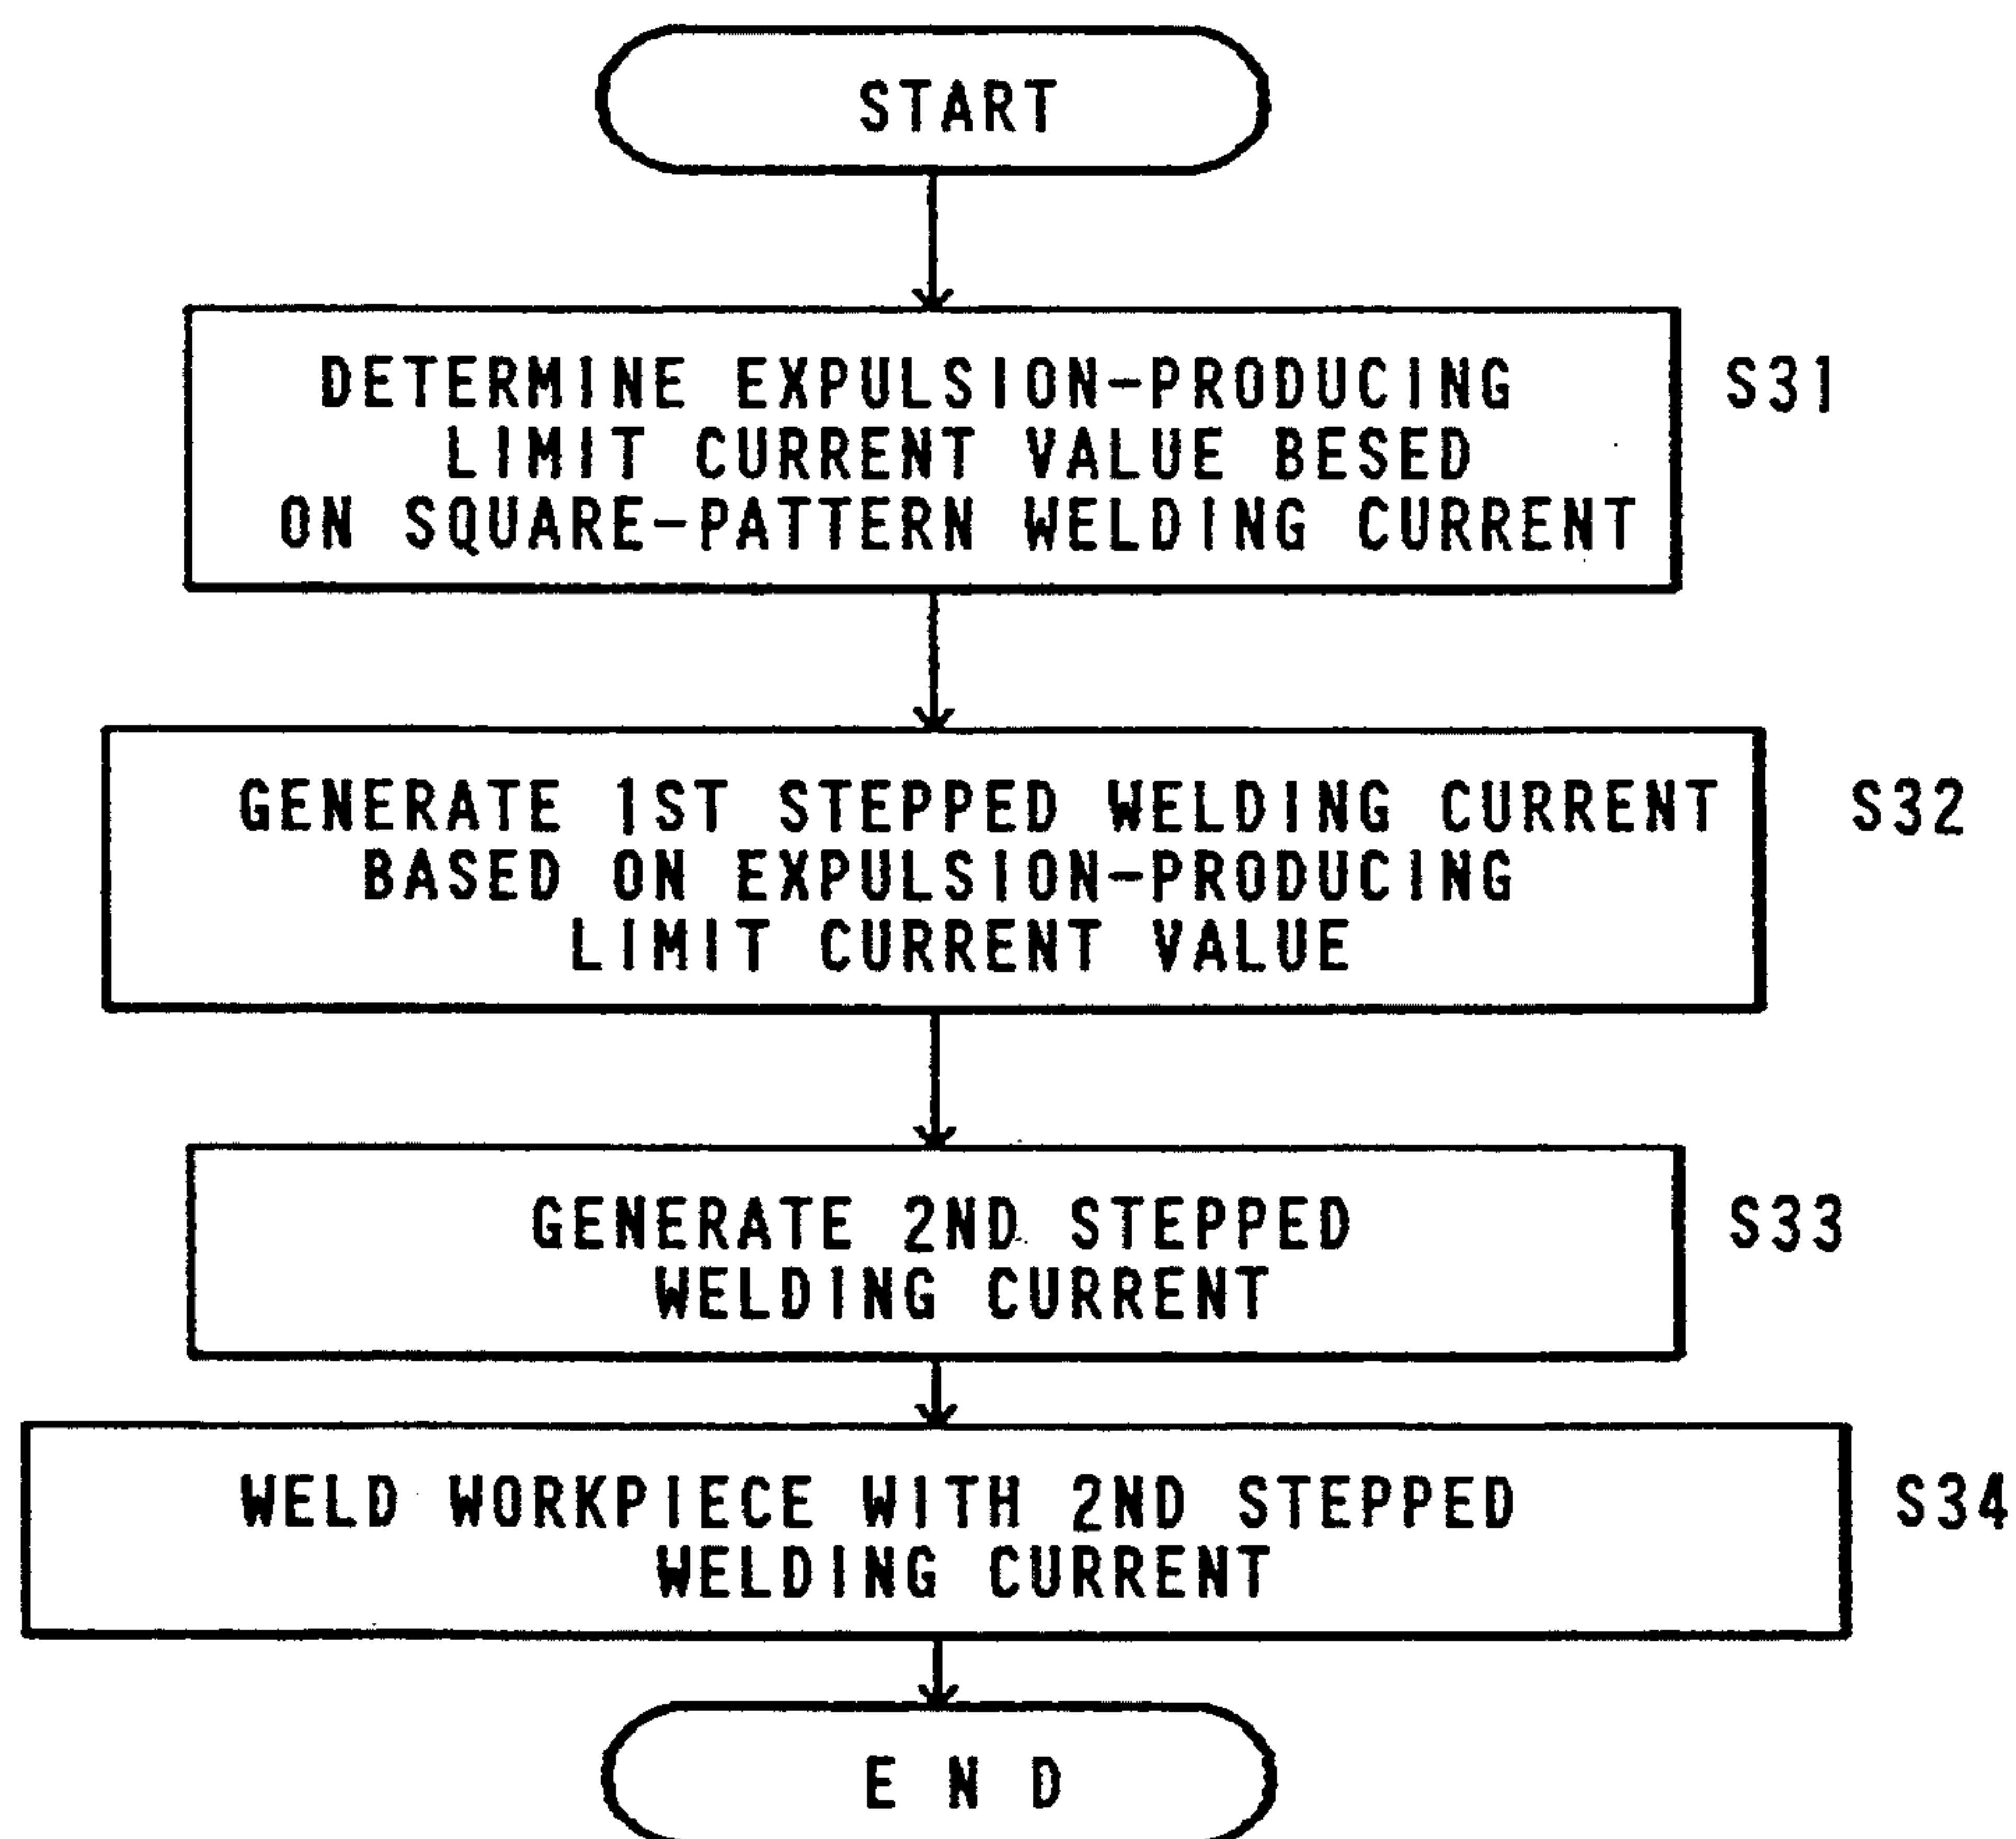 START
DETERMINE EXPULSION-PRODUCING
LIMIT CURRENT VALUE BESED
ON SQUARE-PATTERN WELDING CURRENT
S31
GENERATE 1ST STEPPED WELDING CURRENT
BASED ON EXPULSION-PRODUCING
LIMIT CURRENT VALUE
S32
GENERATE 2ND STEPPED
WELDING CURRENT
S33
WELD WORKPIECE WITH 2ND STEPPED
WELDING CURRENT
S34
END